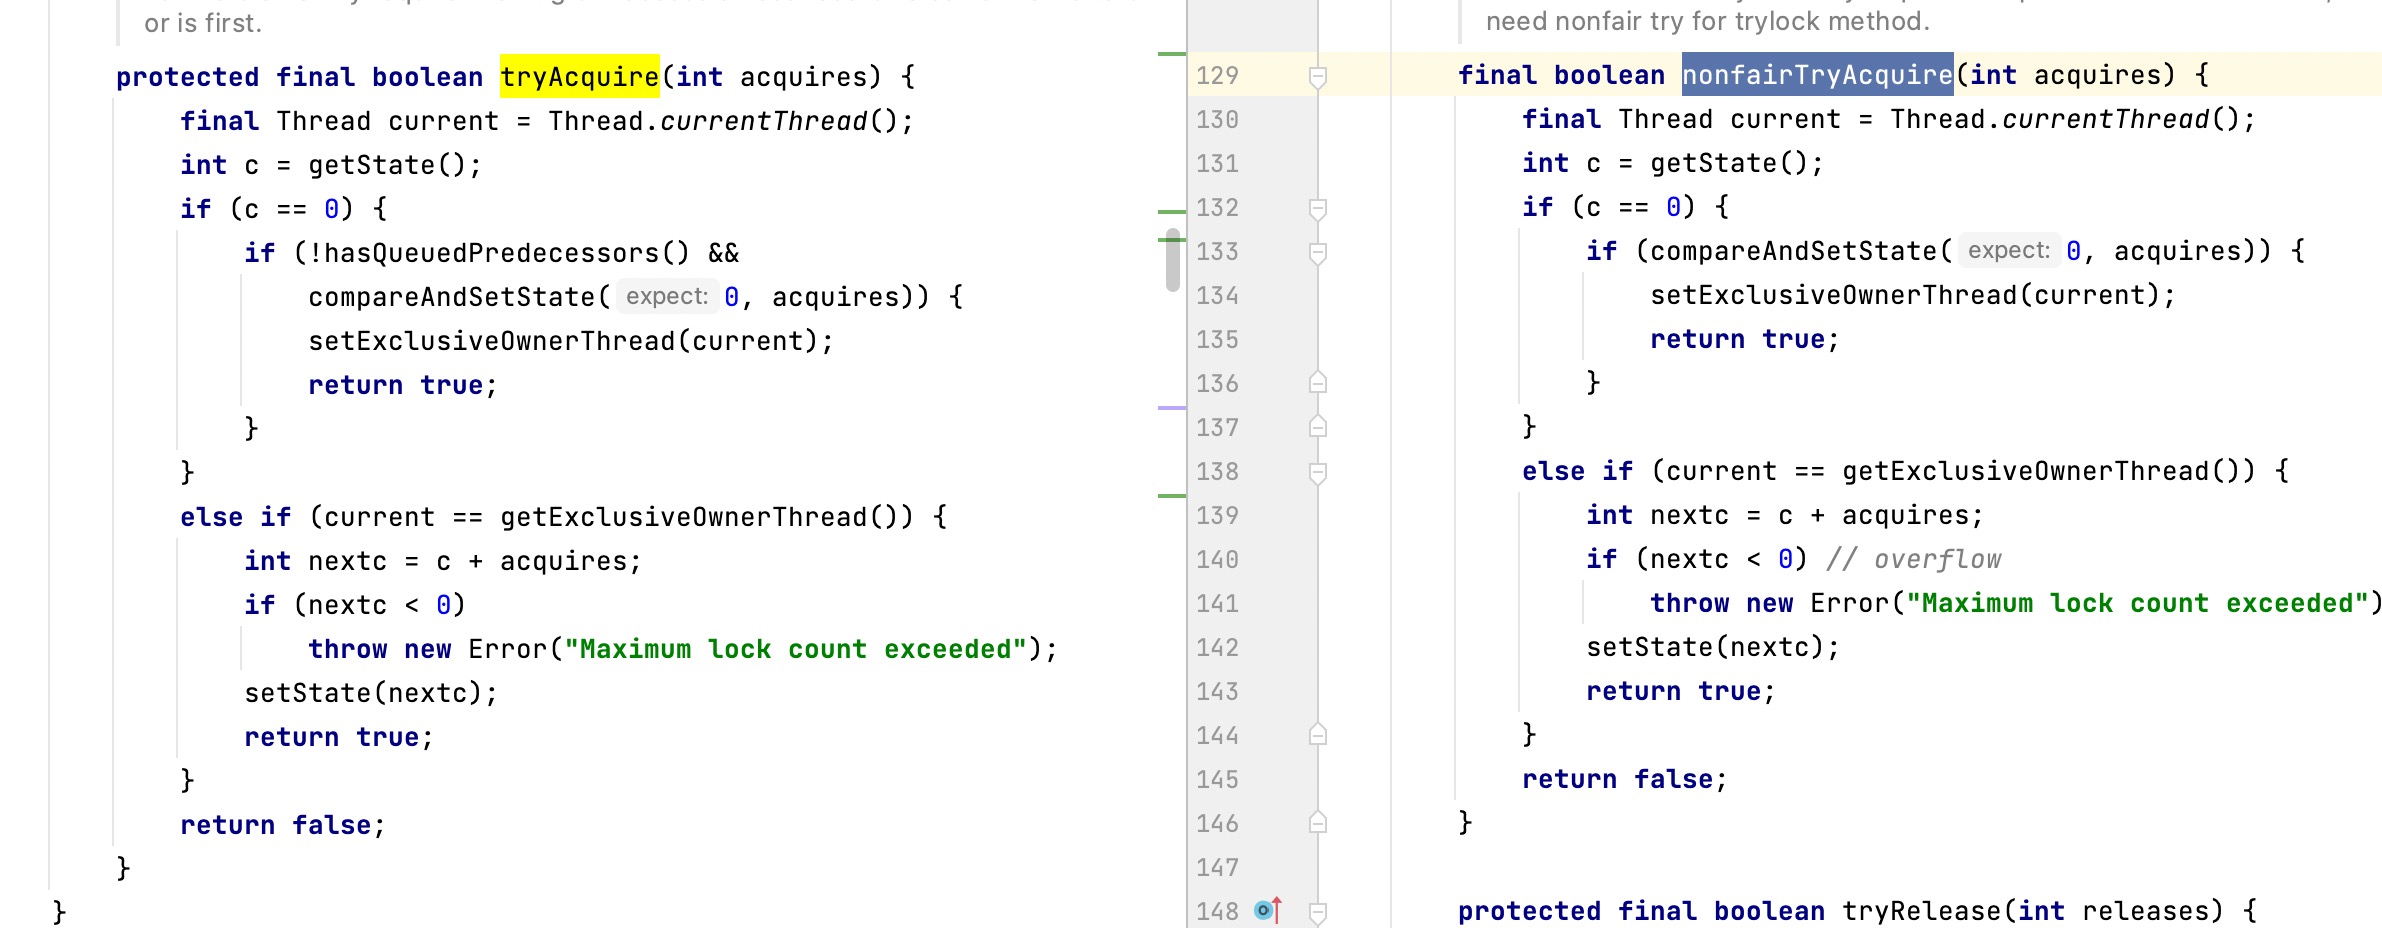 or is first.
protected final boolean tryAcquire(int acquires) {
final Thread current = Thread.currentThread();
int c = getState();
if (c == 0) {
if (!hasQueuedPredecessors() &&
compareAndSetState( expect: 0, acquires)) {
setExclusiveOwnerThread(current);
return true;
}
}
else if (current == getExclusiveOwnerThread()) {
int nextc = c + acquires;
if (nextc < 0)
throw new Error("Maximum lock count exceeded");
setState(nextc);
return true;
}
return false;
}
}
need nonfair try for trylock method.
129 final boolean nonfairTryAcquire(int acquires) {
130 final Thread current = Thread.currentThread();
131 int c = getState();
132 if (c == 0) {
133 if (compareAndSetState( expect: 0, acquires)) {
134 setExclusiveOwnerThread(current);
135 return true;
136 }
137 }
138 else if (current == getExclusiveOwnerThread()) {
139 int nextc = c + acquires;
140 if (nextc < 0) // overflow
141 throw new Error("Maximum lock count exceeded")
142 setState(nextc);
143 return true;
144 }
145 return false;
146 }
147
148 protected final boolean tryRelease(int releases) {